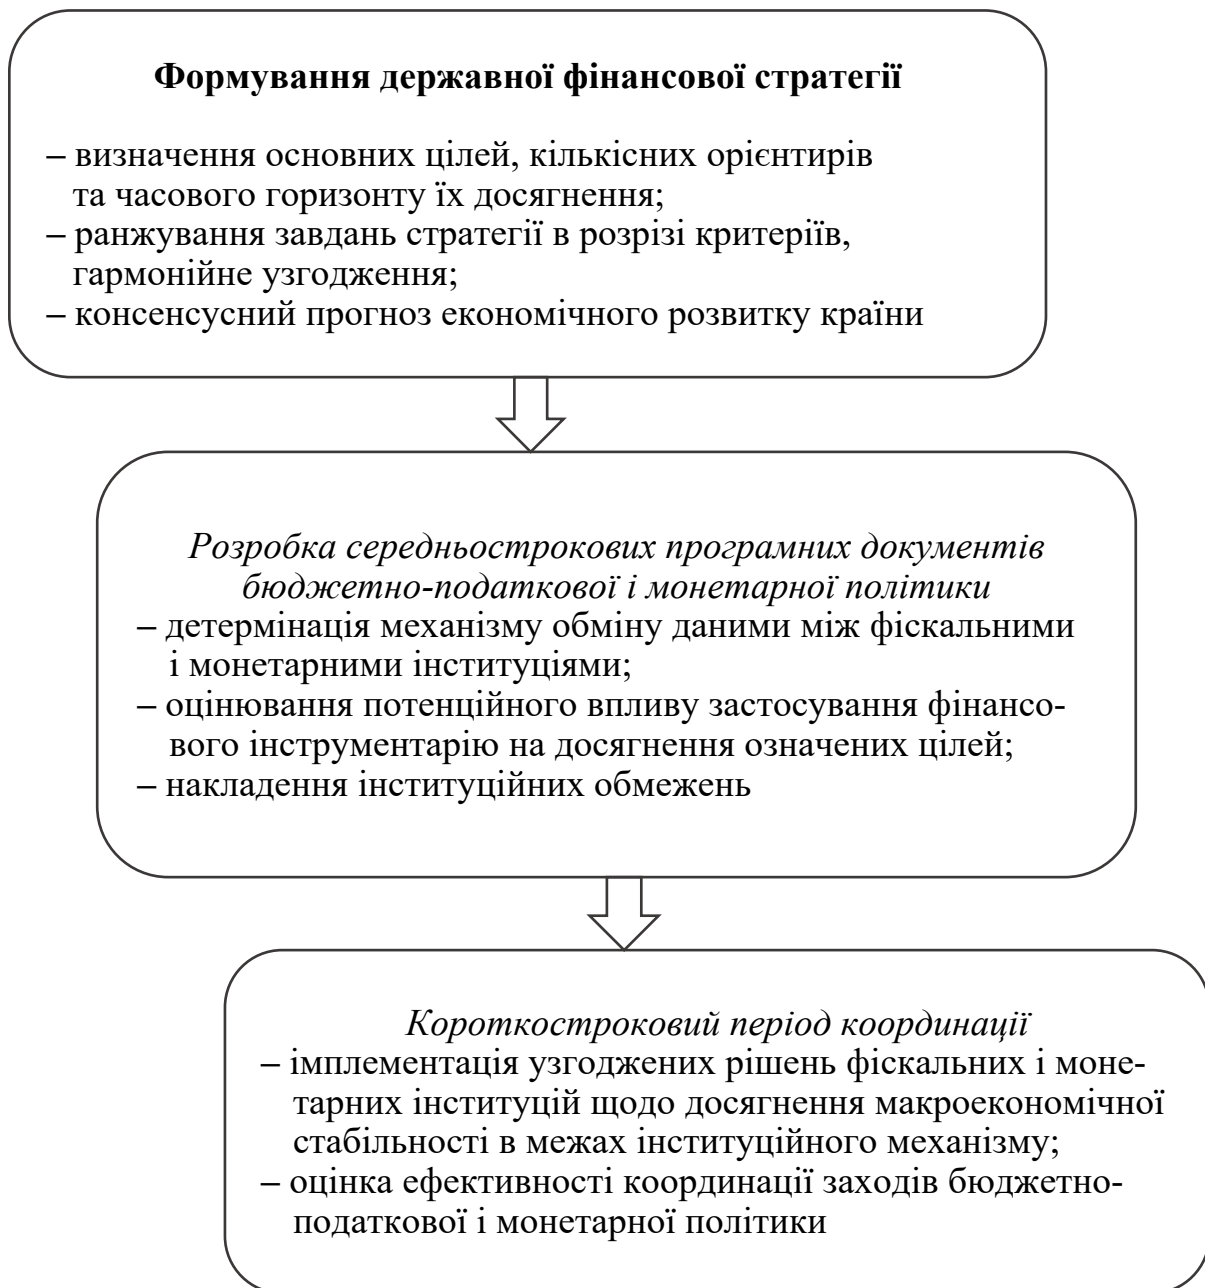 Формування державної фінансової стратегії
– визначення основних цілей, кількісних орієнтирів
та часового горизонту їх досягнення;
– ранжування завдань стратегії в розрізі критеріїв,
гармонійне узгодження;
– консенсусний прогноз економічного розвитку країни
Розробка середньострокових програмних документів
бюджетно-податкової і монетарної політики
– детермінація механізму обміну даними між фіскальними
і монетарними інституціями;
– оцінювання потенційного впливу застосування фінансо-
вого інструментарію на досягнення означених цілей;
– накладення інституційних обмежень
Короткостроковий період координації
– імплементація узгоджених рішень фіскальних і моне-
тарних інституцій щодо досягнення макроекономічної
стабільності в межах інституційного механізму;
– оцінка ефективності координації заходів бюджетно-
податкової і монетарної політики